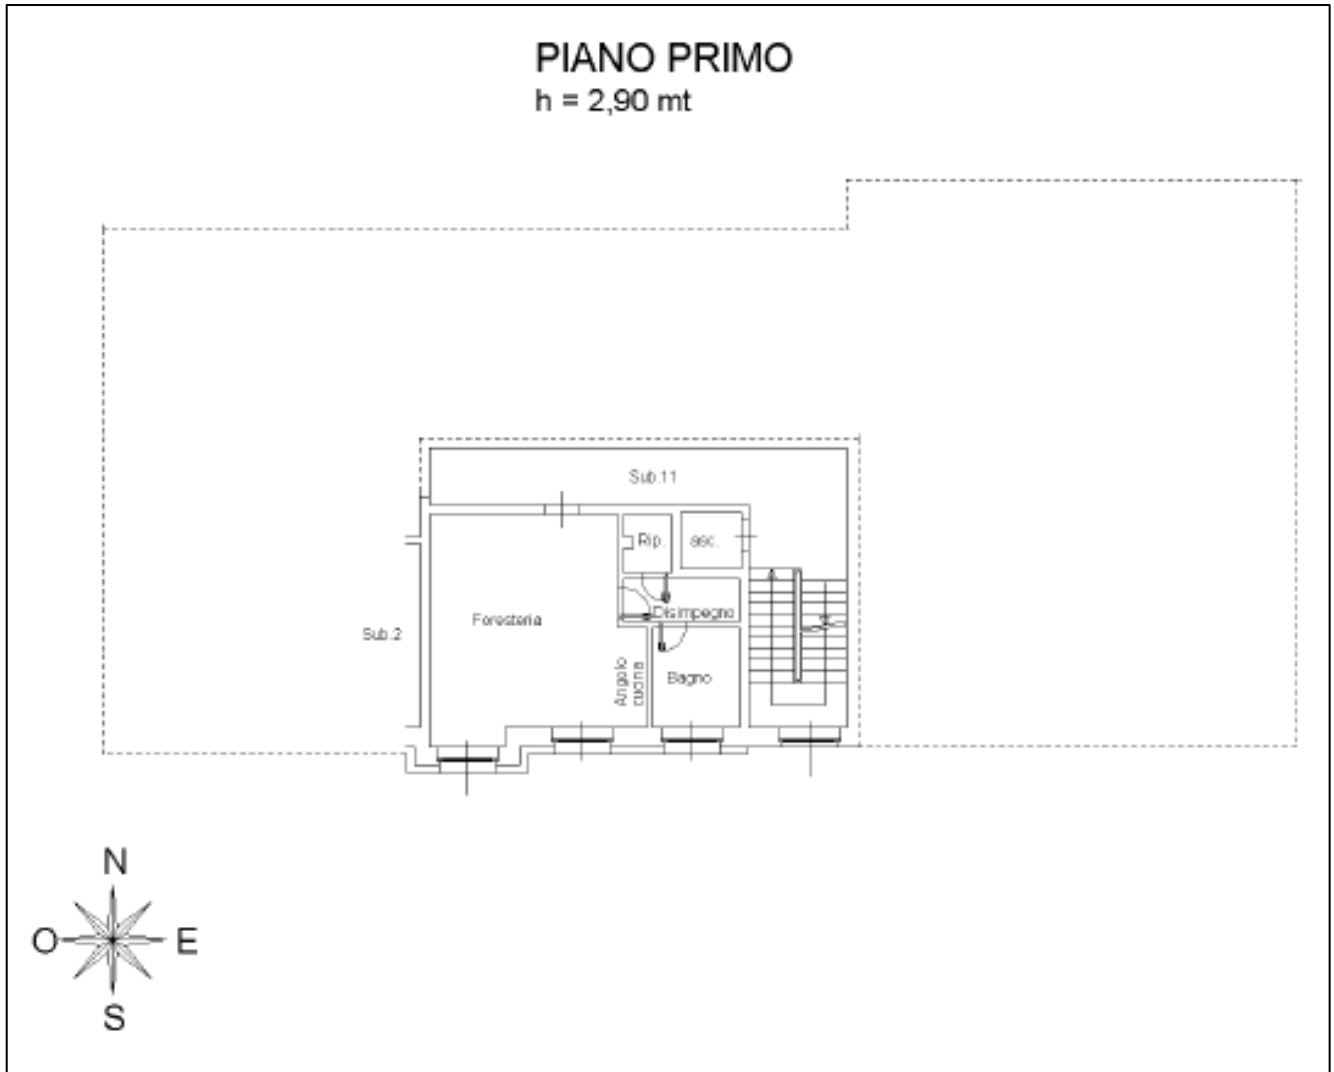 PIANO PRIMO
h = 2,90 mt
Sub.11
Rip.
asc.
Disimpegno
Foresteria
Sub.2
Angolo
cucina
Bagno
N
O
E
S